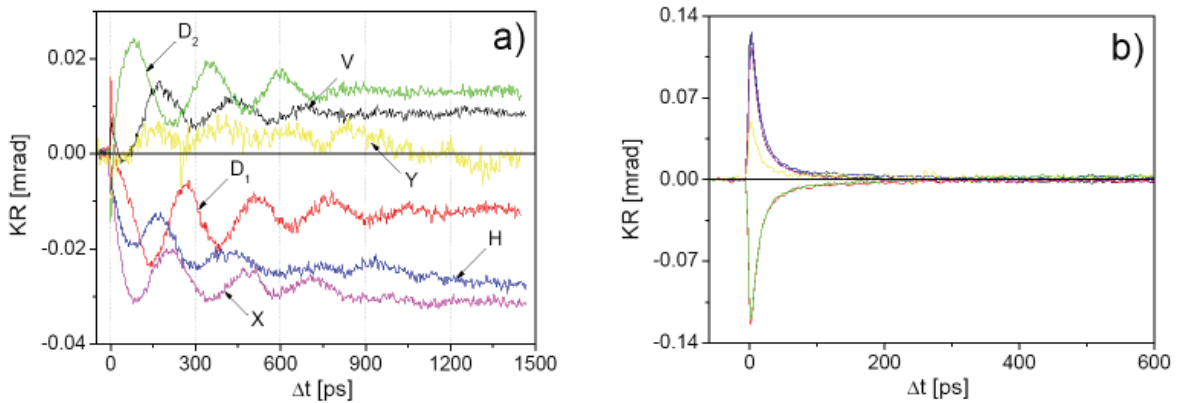 a)
D2
V
Y
D1
H
X
0.02
0.00
-0.02
-0.04
KR [mrad]
0 300 600 900 1200 1500
Δt [ps]
b)
0.14
0.07
0.00
-0.07
-0.14
KR [mrad]
0 200 400 600
Δt [ps]